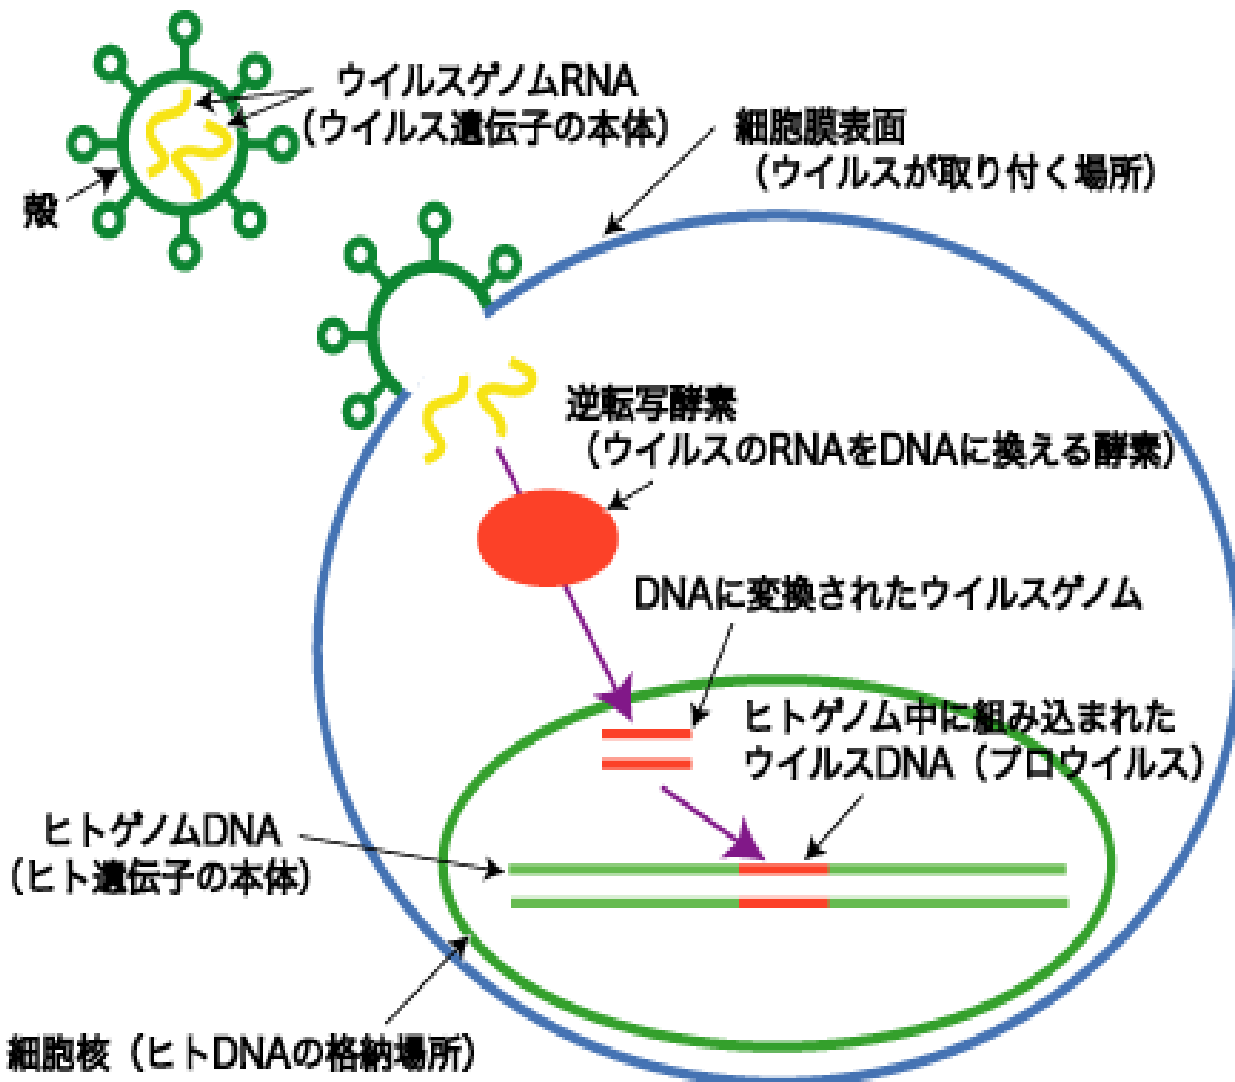 ウイルスゲノムRNA
（ウイルス遺伝子の本体）
細胞膜表面
（ウイルスが取り付く場所）
殻
逆転写酵素
（ウイルスのRNAをDNAに換える酵素）
DNAに変換されたウイルスゲノム
ヒトゲノム中に組み込まれた
ウイルスDNA（プロウイルス）
ヒトゲノムDNA
（ヒト遺伝子の本体）
細胞核（ヒトDNAの格納場所）